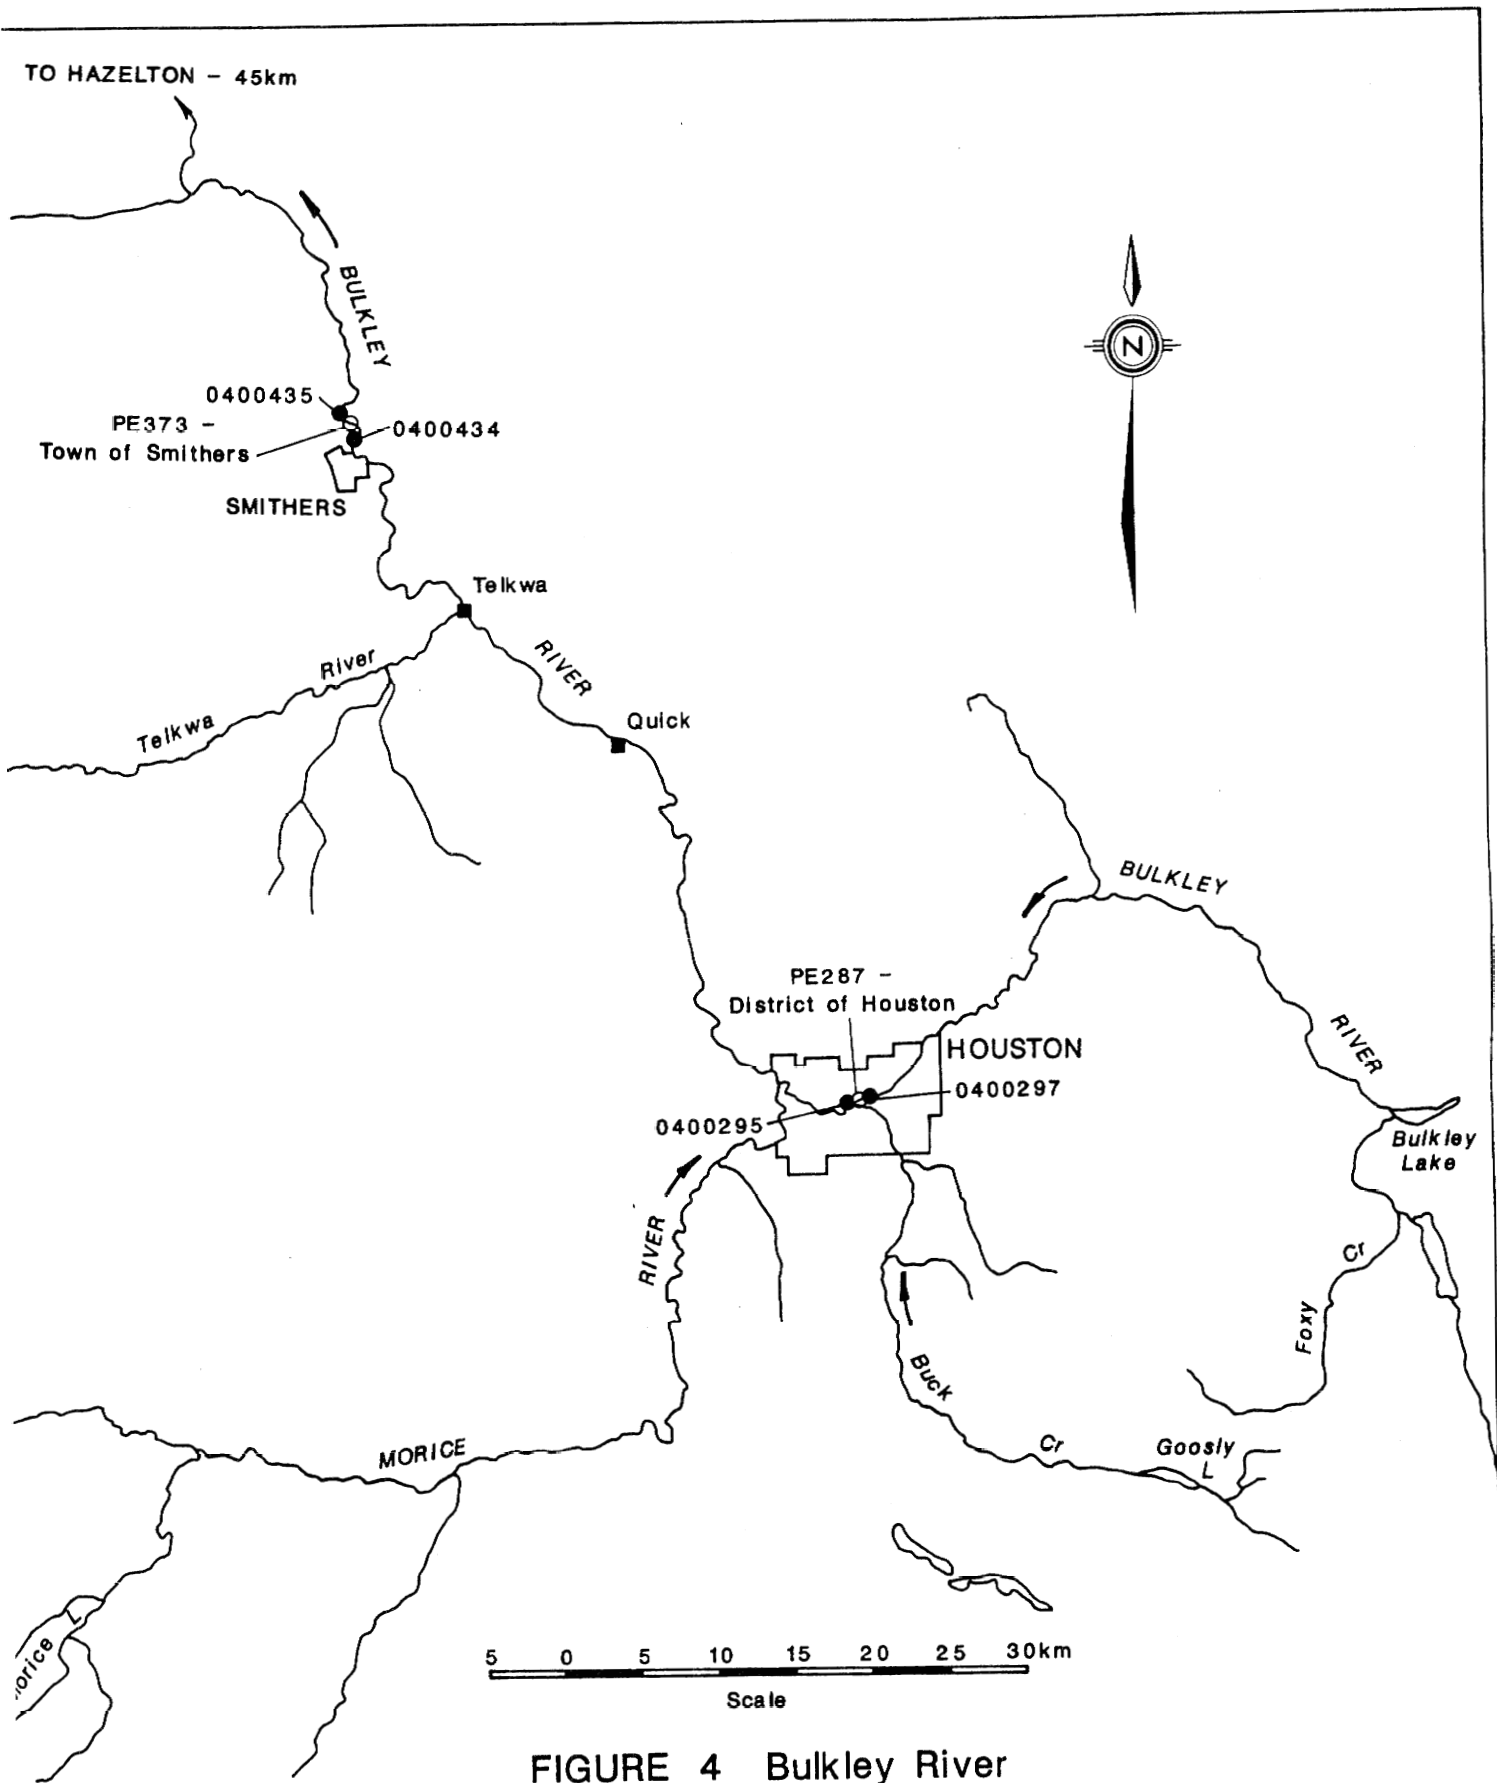 TO HAZELTON - 45km
BULKLEY
0400435
PE373 -
Town of Smithers
0400434
SMITHERS
Telkwa
River
Telkwa
RIVER
Quick
N
BULKLEY
RIVER
PE287 -
District of Houston
HOUSTON
0400297
0400295
Bulkley
Lake
RIVER
Cr
Foxy
Buck
Cr
Goosly
L
MORICE
L
5 0 5 10 15 20 25 30km
Scale
FIGURE 4 Bulkley River